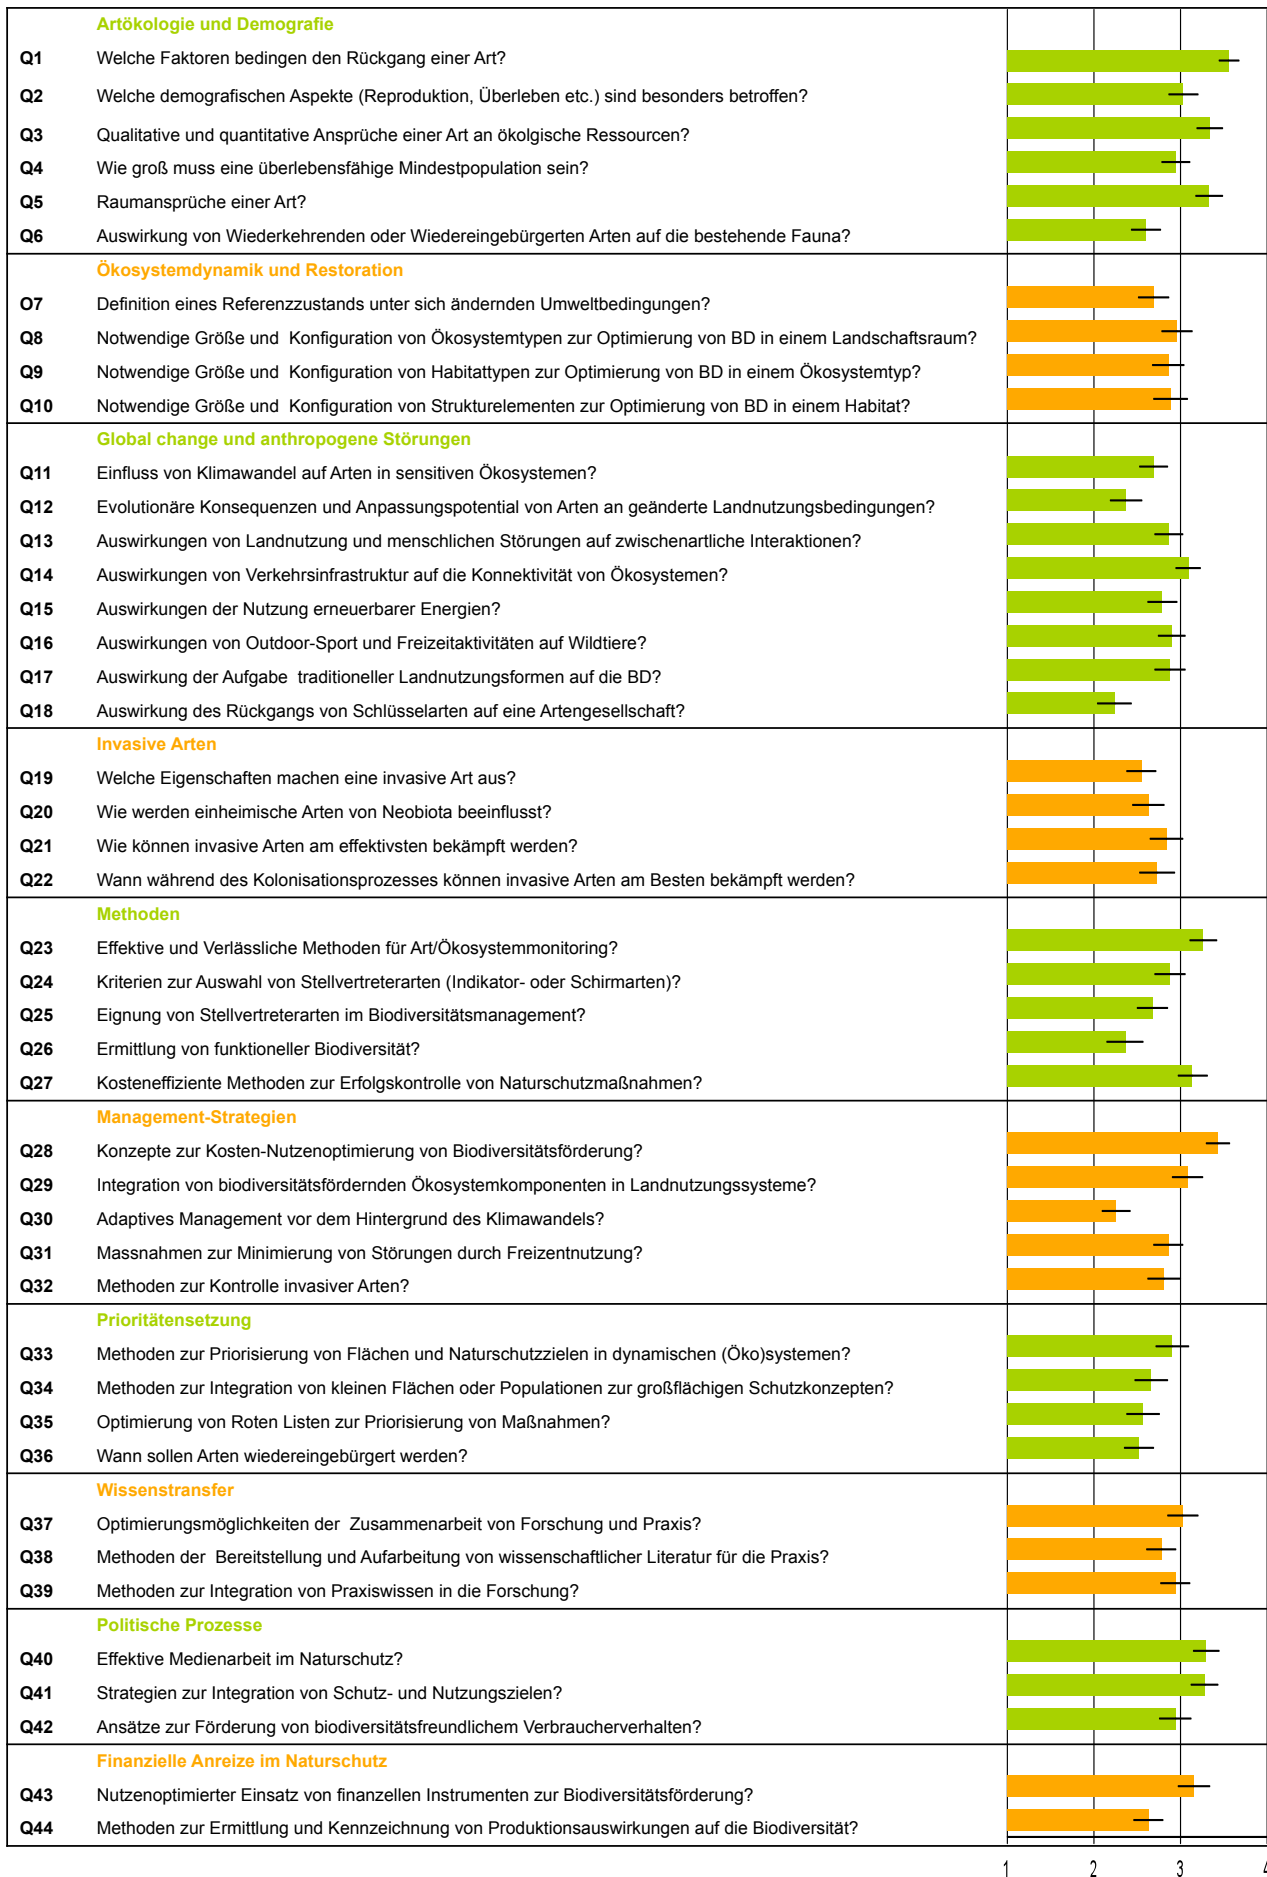 Artökologie und Demografie
Q1 Welche Faktoren bedingen den Rückgang einer Art?
Q2 Welche demografischen Aspekte (Reproduktion, Überleben etc.) sind besonders betroffen?
Q3 Qualitative und quantitative Ansprüche einer Art an ökolgische Ressourcen?
Q4 Wie groß muss eine überlebensfähige Mindestpopulation sein?
Q5 Raumansprüche einer Art?
Q6 Auswirkung von Wiederkehrenden oder Wiedereingebürgerten Arten auf die bestehende Fauna?
Ökosystemdynamik und Restoration
O7 Definition eines Referenzzustands unter sich ändernden Umweltbedingungen?
Q8 Notwendige Größe und Konfiguration von Ökosystemtypen zur Optimierung von BD in einem Landschaftsraum?
Q9 Notwendige Größe und Konfiguration von Habitattypen zur Optimierung von BD in einem Ökosystemtyp?
Q10 Notwendige Größe und Konfiguration von Strukturelementen zur Optimierung von BD in einem Habitat?
Global change und anthropogene Störungen
Q11 Einfluss von Klimawandel auf Arten in sensitiven Ökosystemen?
Q12 Evolutionäre Konsequenzen und Anpassungspotential von Arten an geänderte Landnutzungsbedingungen?
Q13 Auswirkungen von Landnutzung und menschlichen Störungen auf zwischenartliche Interaktionen?
Q14 Auswirkungen von Verkehrsinfrastruktur auf die Konnektivität von Ökosystemen?
Q15 Auswirkungen der Nutzung erneuerbarer Energien?
Q16 Auswirkungen von Outdoor-Sport und Freizeitaktivitäten auf Wildtiere?
Q17 Auswirkung der Aufgabe traditioneller Landnutzungsformen auf die BD?
Q18 Auswirkung des Rückgangs von Schlüsselarten auf eine Artengesellschaft?
Invasive Arten
Q19 Welche Eigenschaften machen eine invasive Art aus?
Q20 Wie werden einheimische Arten von Neobiota beeinflusst?
Q21 Wie können invasive Arten am effektivsten bekämpft werden?
Q22 Wann während des Kolonisationsprozesses können invasive Arten am Besten bekämpft werden?
Methoden
Q23 Effektive und Verlässliche Methoden für Art/Ökosystemmonitoring?
Q24 Kriterien zur Auswahl von Stellvertreterarten (Indikator- oder Schirmarten)?
Q25 Eignung von Stellvertreterarten im Biodiversitätsmanagement?
Q26 Ermittlung von funktioneller Biodiversität?
Q27 Kosteneffiziente Methoden zur Erfolgskontrolle von Naturschutzmaßnahmen?
Management-Strategien
Q28 Konzepte zur Kosten-Nutzenoptimierung von Biodiversitätsförderung?
Q29 Integration von biodiversitätsfördernden Ökosystemkomponenten in Landnutzungssysteme?
Q30 Adaptives Management vor dem Hintergrund des Klimawandels?
Q31 Massnahmen zur Minimierung von Störungen durch Freizentnutzung?
Q32 Methoden zur Kontrolle invasiver Arten?
Prioritätensetzung
Q33 Methoden zur Priorisierung von Flächen und Naturschutzzielen in dynamischen (Öko)systemen?
Q34 Methoden zur Integration von kleinen Flächen oder Populationen zur großflächigen Schutzkonzepten?
Q35 Optimierung von Roten Listen zur Priorisierung von Maßnahmen?
Q36 Wann sollen Arten wiedereingebürgert werden?
Wissenstransfer
Q37 Optimierungsmöglichkeiten der Zusammenarbeit von Forschung und Praxis?
Q38 Methoden der Bereitstellung und Aufarbeitung von wissenschaftlicher Literatur für die Praxis?
Q39 Methoden zur Integration von Praxiswissen in die Forschung?
Politische Prozesse
Q40 Effektive Medienarbeit im Naturschutz?
Q41 Strategien zur Integration von Schutz- und Nutzungszielen?
Q42 Ansätze zur Förderung von biodiversitätsfreundlichem Verbraucherverhalten?
Finanzielle Anreize im Naturschutz
Q43 Nutzenoptimierter Einsatz von finanzellen Instrumenten zur Biodiversitätsförderung?
Q44 Methoden zur Ermittlung und Kennzeichnung von Produktionsauswirkungen auf die Biodiversität?
1 2 3 4